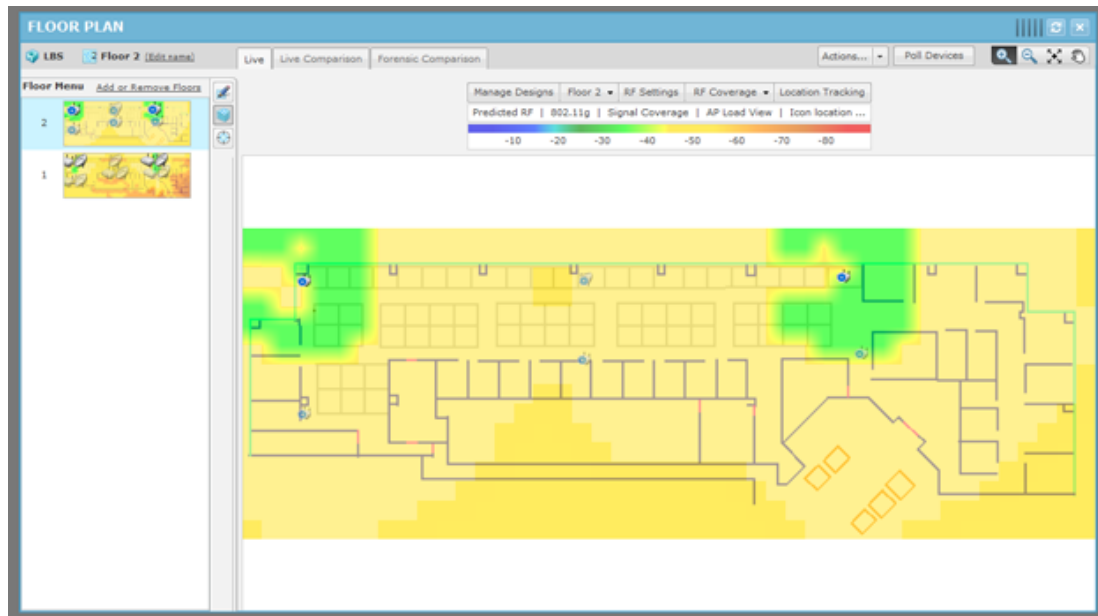 FLOOR PLAN
LBS Floor 2 (Edit name) Live Live Comparison Forensic Comparison Actions... Poll Devices
Floor Menu Add or Remove Floors
Manage Designs Floor 2 RF Settings RF Coverage Location Tracking
Predicted RF | 802.11g | Signal Coverage | AP Load View | Icon location ...
-10 -20 -30 -40 -50 -60 -70 -80
2
1